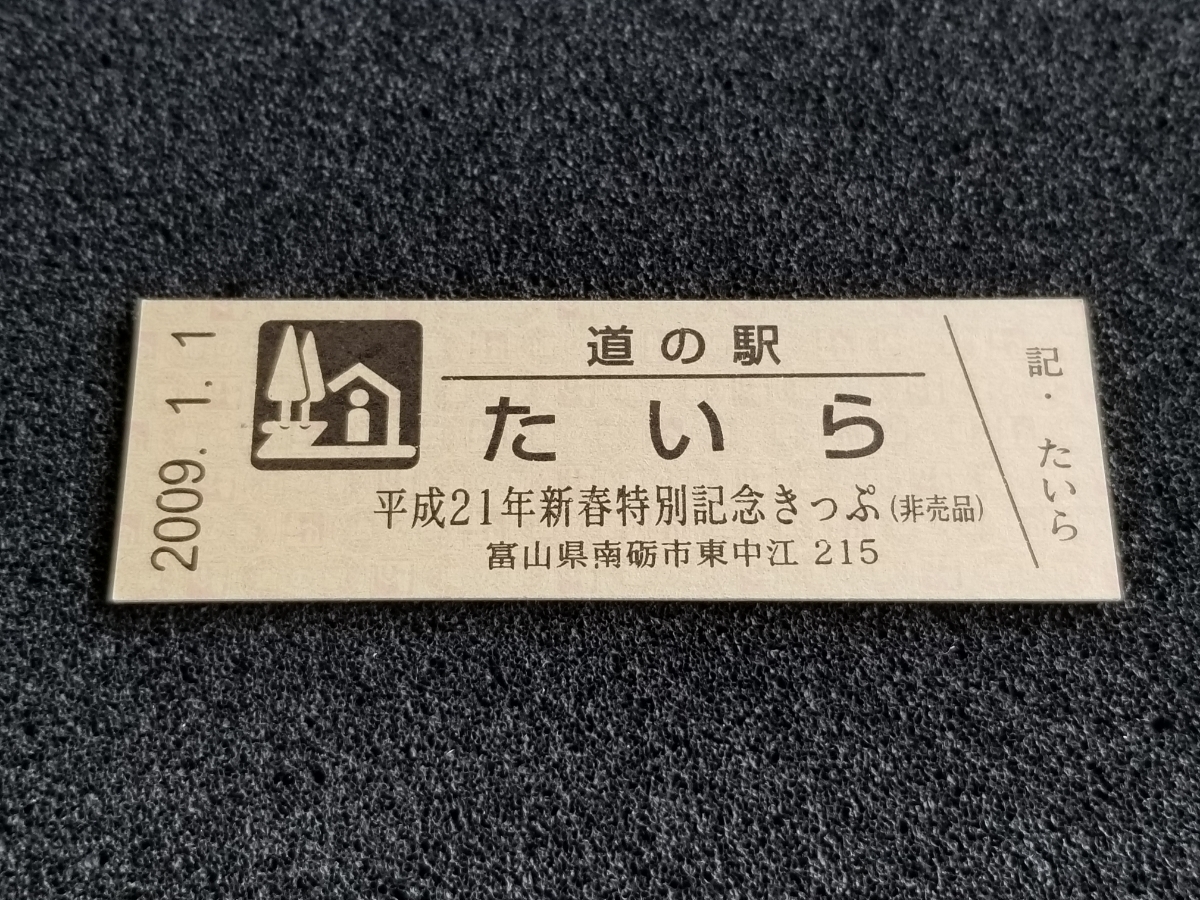 2009. 1. 1
道の駅
たいら
平成21年新春特別記念きっぷ(非売品)
富山県南砺市東中江 215
記・たいら